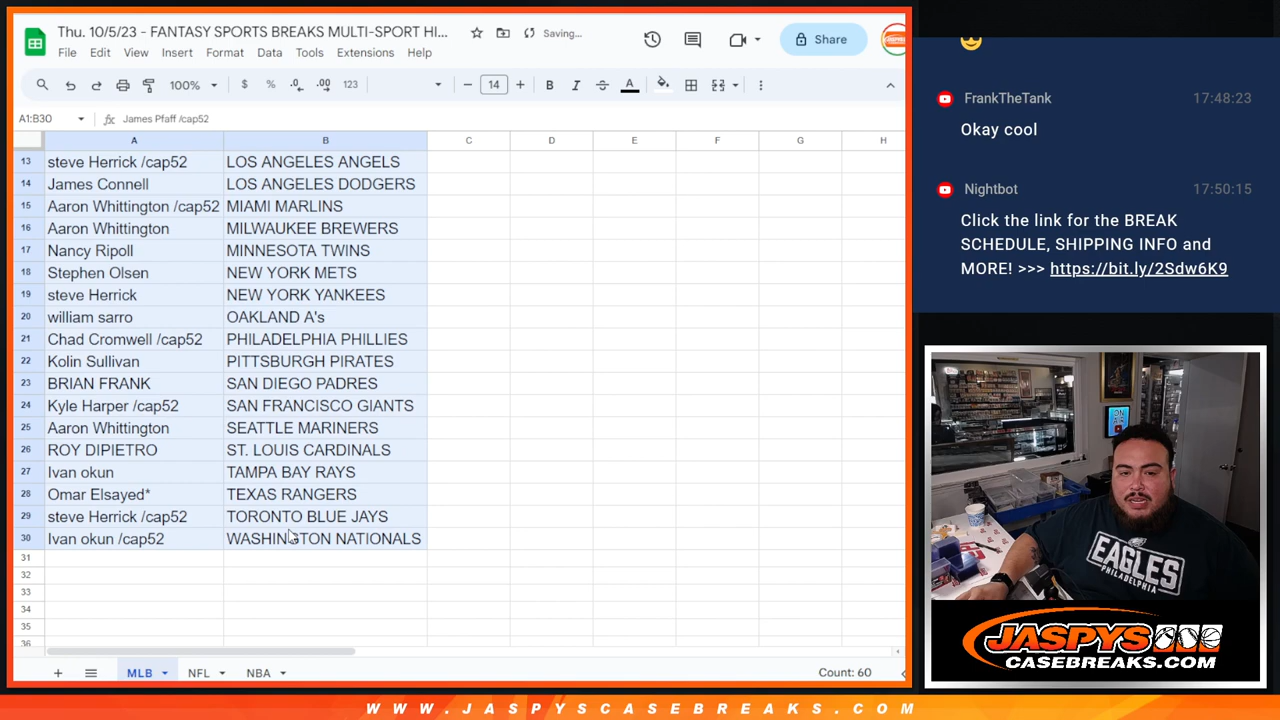 Thu. 10/5/23 - FANTASY SPORTS BREAKS MULTI-SPORT HI...
Saving...
Share
File Edit View Insert Format Data Tools Extensions Help
100%
$ % .0 .00 123
14
B I A
A1:B30
fx James Pfaff /cap52
A B C D E F G H
13 steve Herrick /cap52 LOS ANGELES ANGELS
14 James Connell LOS ANGELES DODGERS
15 Aaron Whittington /cap52 MIAMI MARLINS
16 Aaron Whittington MILWAUKEE BREWERS
17 Nancy Ripoll MINNESOTA TWINS
18 Stephen Olsen NEW YORK METS
19 steve Herrick NEW YORK YANKEES
20 william sarro OAKLAND A's
21 Chad Cromwell /cap52 PHILADELPHIA PHILLIES
22 Kolin Sullivan PITTSBURGH PIRATES
23 BRIAN FRANK SAN DIEGO PADRES
24 Kyle Harper /cap52 SAN FRANCISCO GIANTS
25 Aaron Whittington SEATTLE MARINERS
26 ROY DIPIETRO ST. LOUIS CARDINALS
27 Ivan okun TAMPA BAY RAYS
28 Omar Elsayed* TEXAS RANGERS
29 steve Herrick /cap52 TORONTO BLUE JAYS
30 Ivan okun /cap52 WASHINGTON NATIONALS
31
32
33
34
35
36
MLB NFL NBA
Count: 60
FrankTheTank 17:48:23
Okay cool
Nightbot 17:50:15
Click the link for the BREAK
SCHEDULE, SHIPPING INFO and
MORE! >>> https://bit.ly/2Sdw6K9
ON AIR
EAGLES
PHILADELPHIA
JASPYS
CASEBREAKS.COM
WWW.JASPYSCASEBREAKS.COM